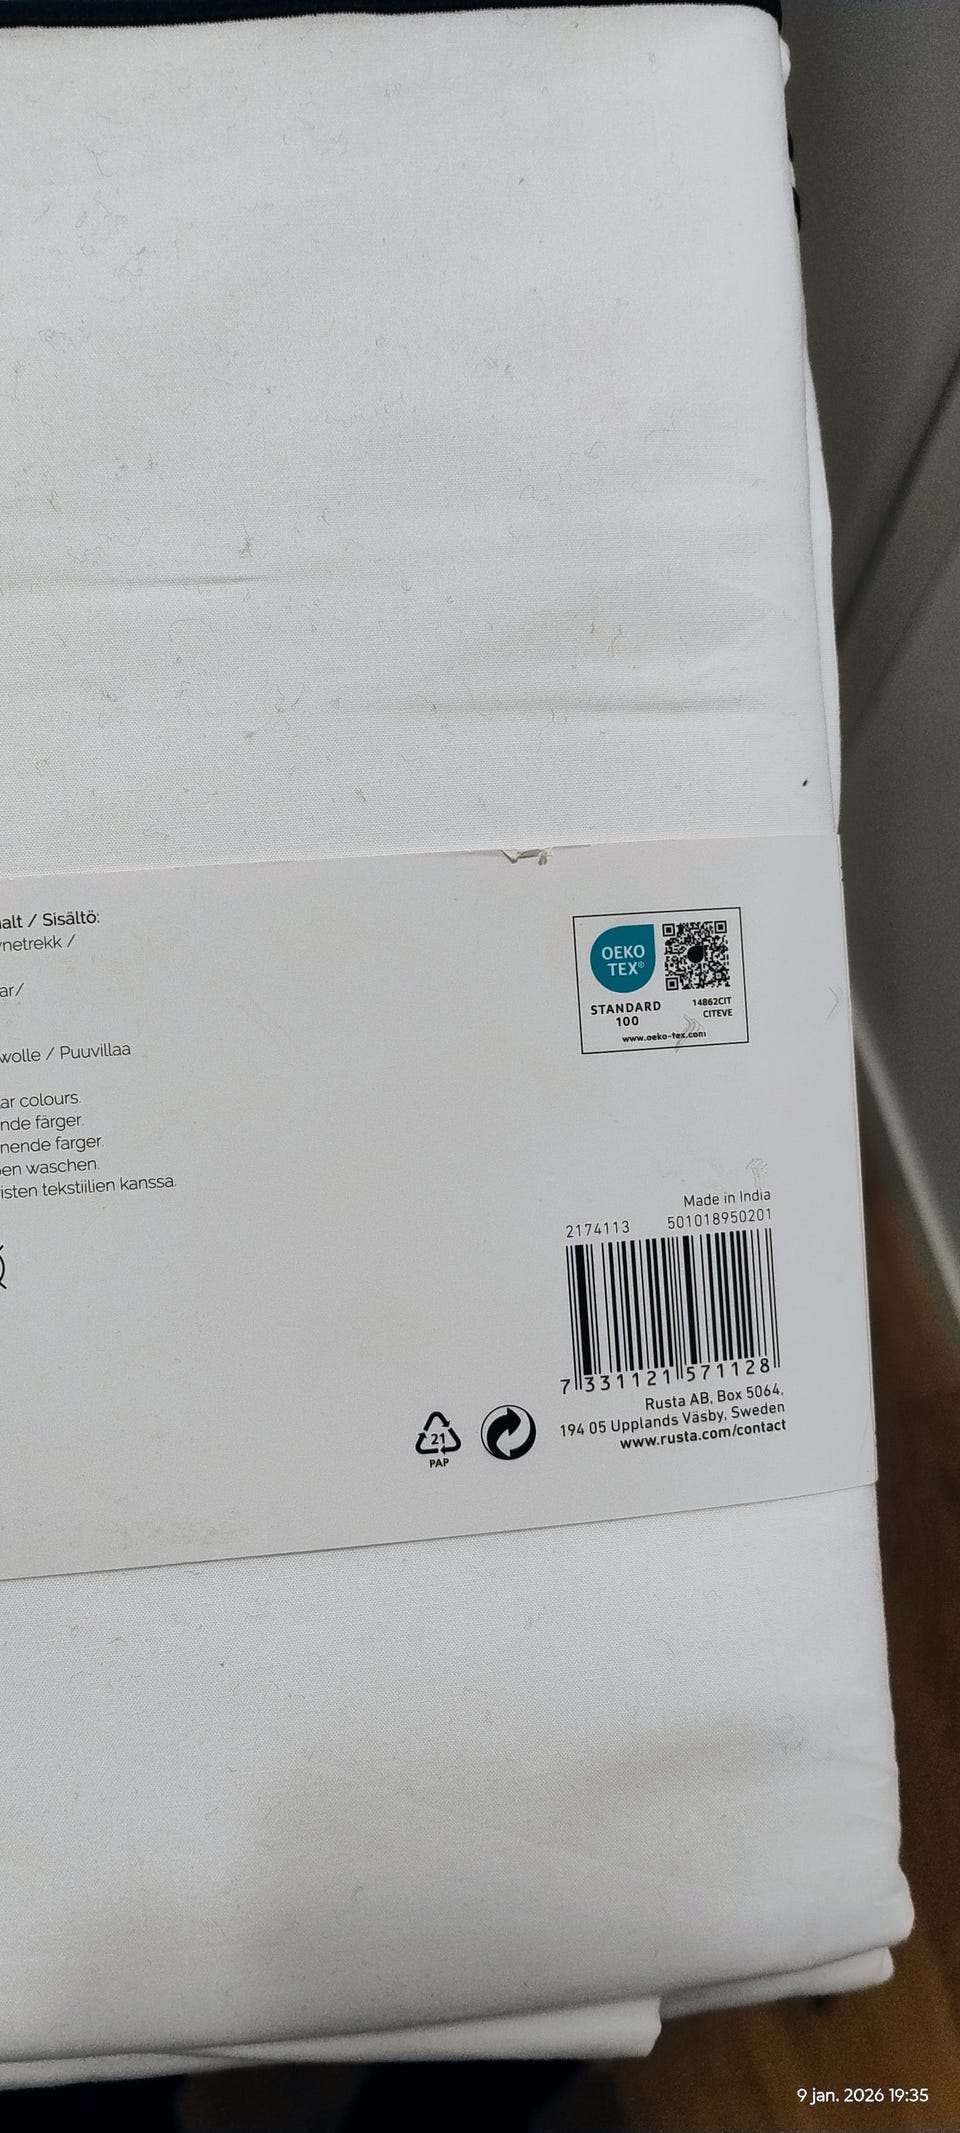 alt / Sisältö:
ynetrekk /
ar/
wolle / Puuvillaa
ar colours.
nde färger.
nende farger.
en waschen.
isten tekstiilien kanssa.
OEKO
TEX®
STANDARD
100
14862CIT
CITEVE
www.oeko-tex.com
Made in India
2174113 501018950201
7 331121 571128
Rusta AB, Box 5064,
194 05 Upplands Väsby, Sweden
www.rusta.com/contact
21
PAP
9 jan. 2026 19:35